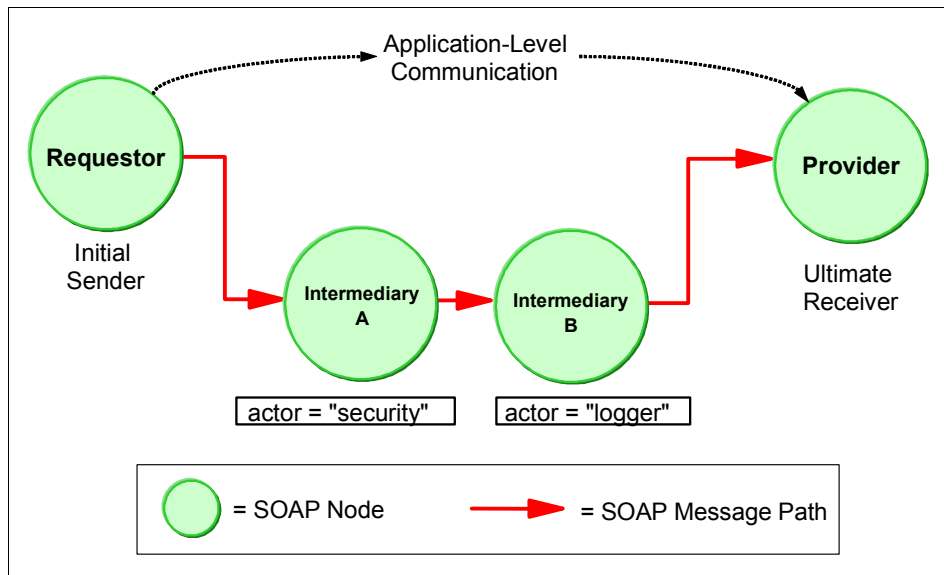 Application-Level
Communication
Requestor
Provider
Initial
Sender
Ultimate
Receiver
Intermediary
A
Intermediary
B
actor = "security"
actor = "logger"
= SOAP Node
= SOAP Message Path